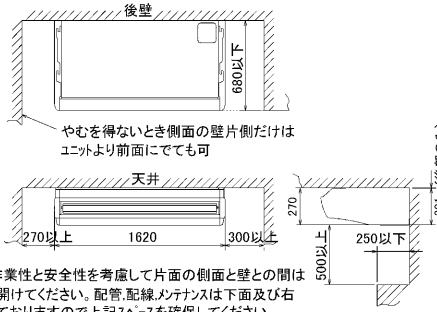 後壁
680以下
やむを得ないとき側面の壁片側だけは
ユニットより前面にでても可
天井
270以上
1620
300以上
270
500以上
250以下
業性と安全性を考慮して片面の側面と壁との間は
開けてください。配管,配線,メンテナンスは下面及び右
ておりますので上記スペースを確保してください